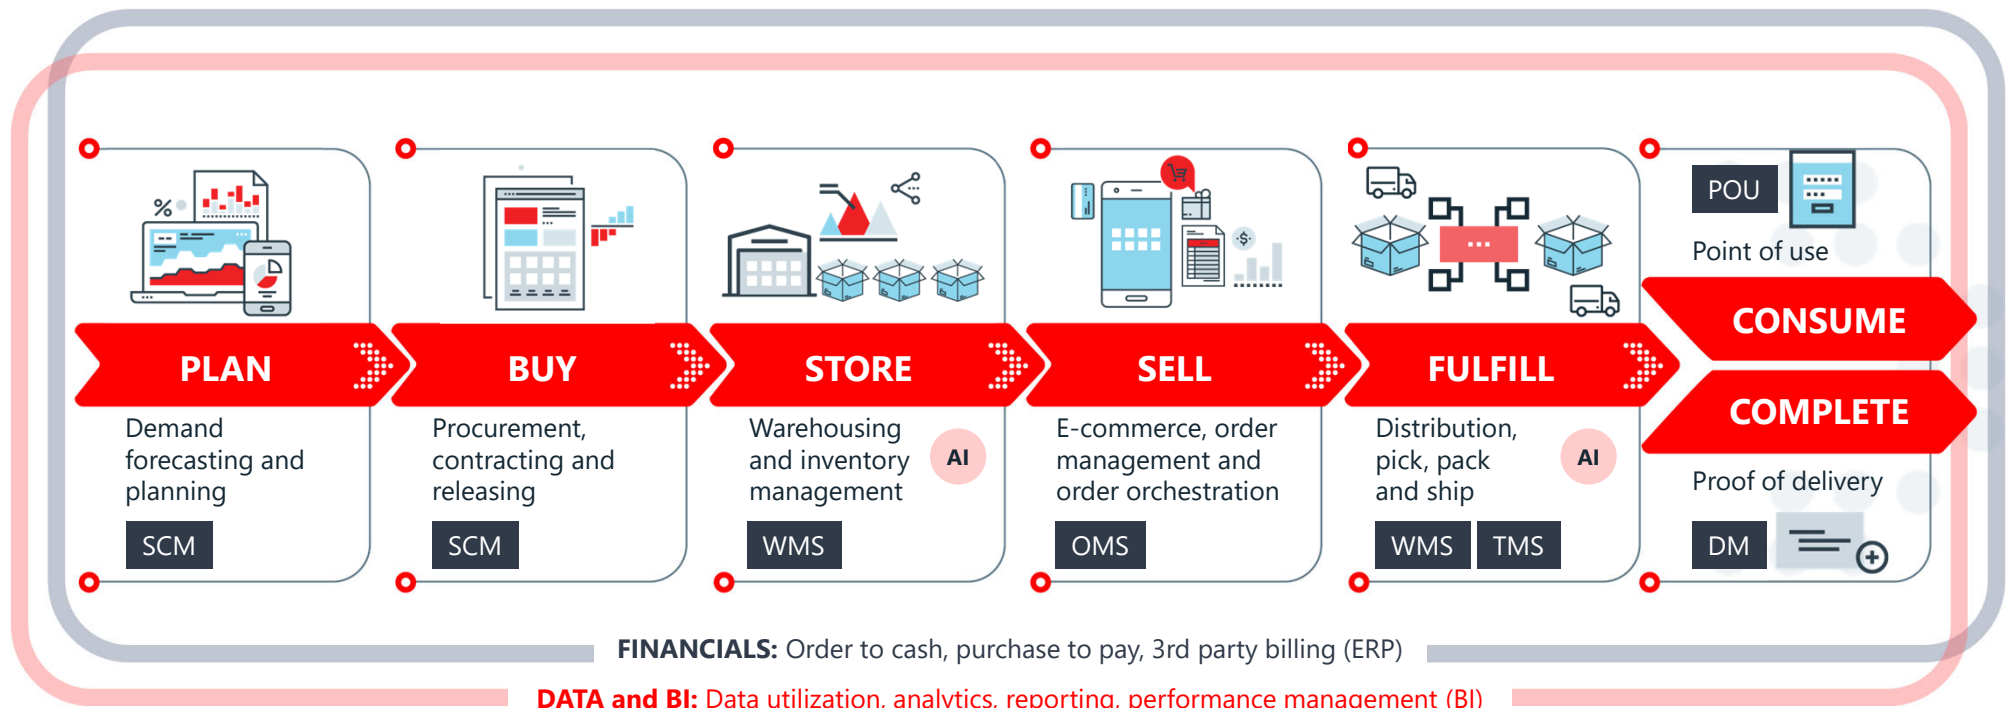 %
$
POU
Point of use
PLAN
BUY
STORE
SELL
FULFILL
CONSUME
COMPLETE
Demand
forecasting and
planning
SCM
Procurement,
contracting and
releasing
SCM
Warehousing
and inventory
management
AI
WMS
E-commerce, order
management and
order orchestration
OMS
Distribution,
pick, pack
and ship
AI
WMS
TMS
Proof of delivery
DM
FINANCIALS: Order to cash, purchase to pay, 3rd party billing (ERP)
DATA and BI: Data utilization, analytics, reporting, performance management (BI)